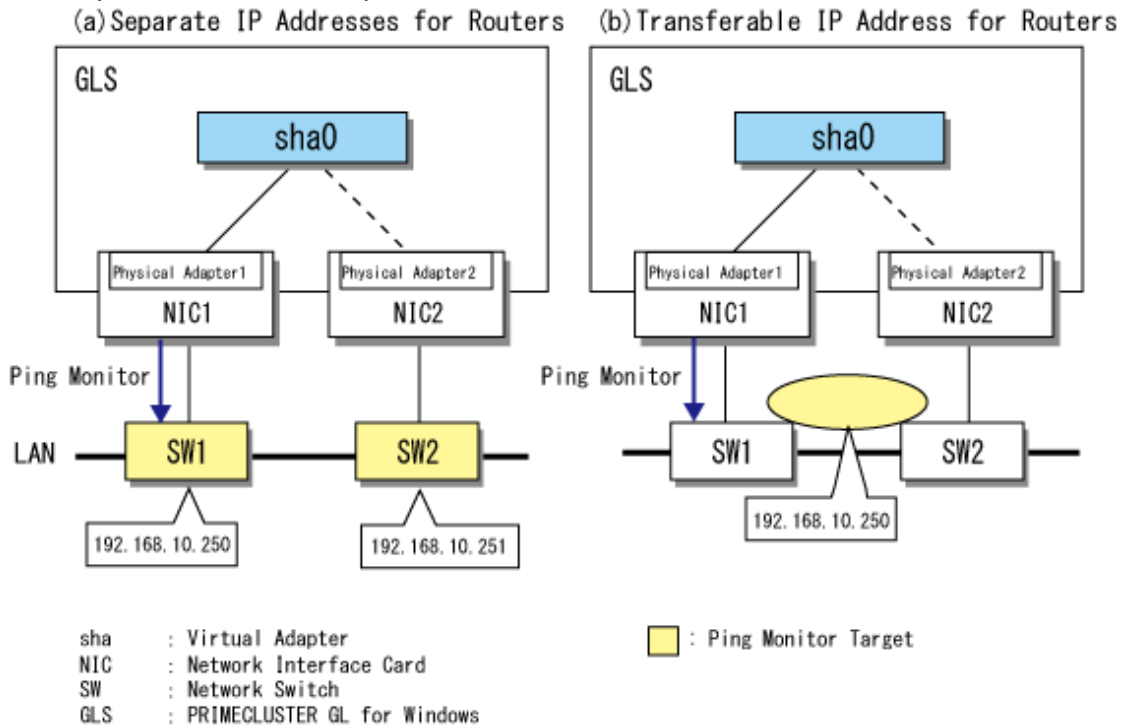 (a)Separate IP Addresses for Routers
(b)Transferable IP Address for Routers
GLS
sha0
Physical Adapter1
Physical Adapter2
NIC1
NIC2
Ping Monitor
LAN
SW1
SW2
192.168.10.250
192.168.10.251
GLS
sha0
Physical Adapter1
Physical Adapter2
NIC1
NIC2
Ping Monitor
SW1
SW2
192.168.10.250
sha : Virtual Adapter
NIC : Network Interface Card
SW : Network Switch
GLS : PRIMECLUSTER GL for Windows
: Ping Monitor Target